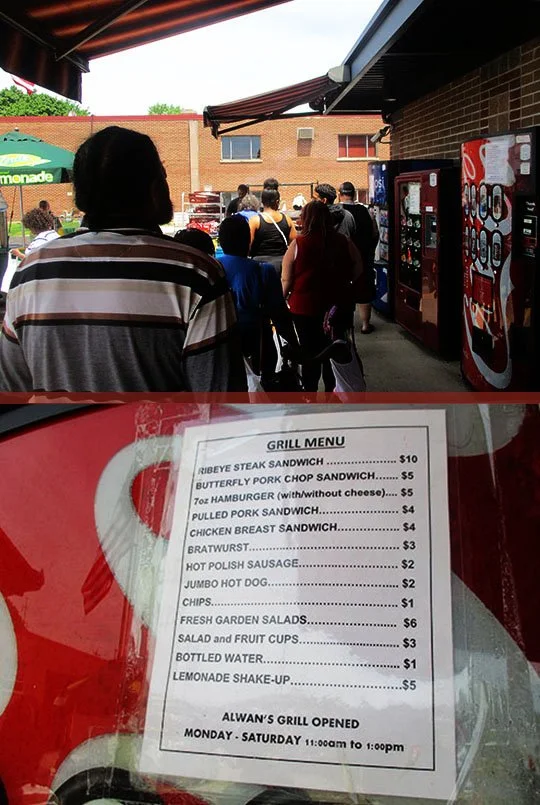 monade
GRILL MENU
RIBEYE STEAK SANDWICH ................. $10
BUTTERFLY PORK CHOP SANDWICH...... $5
7oz HAMBURGER (with/without cheese).... $5
PULLED PORK SANDWICH.................... $4
CHICKEN BREAST SANDWICH............... $4
BRATWURST....................................... $3
HOT POLISH SAUSAGE......................... $2
JUMBO HOT DOG................................ $2
CHIPS................................................ $1
FRESH GARDEN SALADS....................... $6
SALAD and FRUIT CUPS....................... $3
BOTTLED WATER................................. $1
LEMONADE SHAKE-UP........................... $5
ALWAN'S GRILL OPENED
MONDAY - SATURDAY 11:00am to 1:00pm